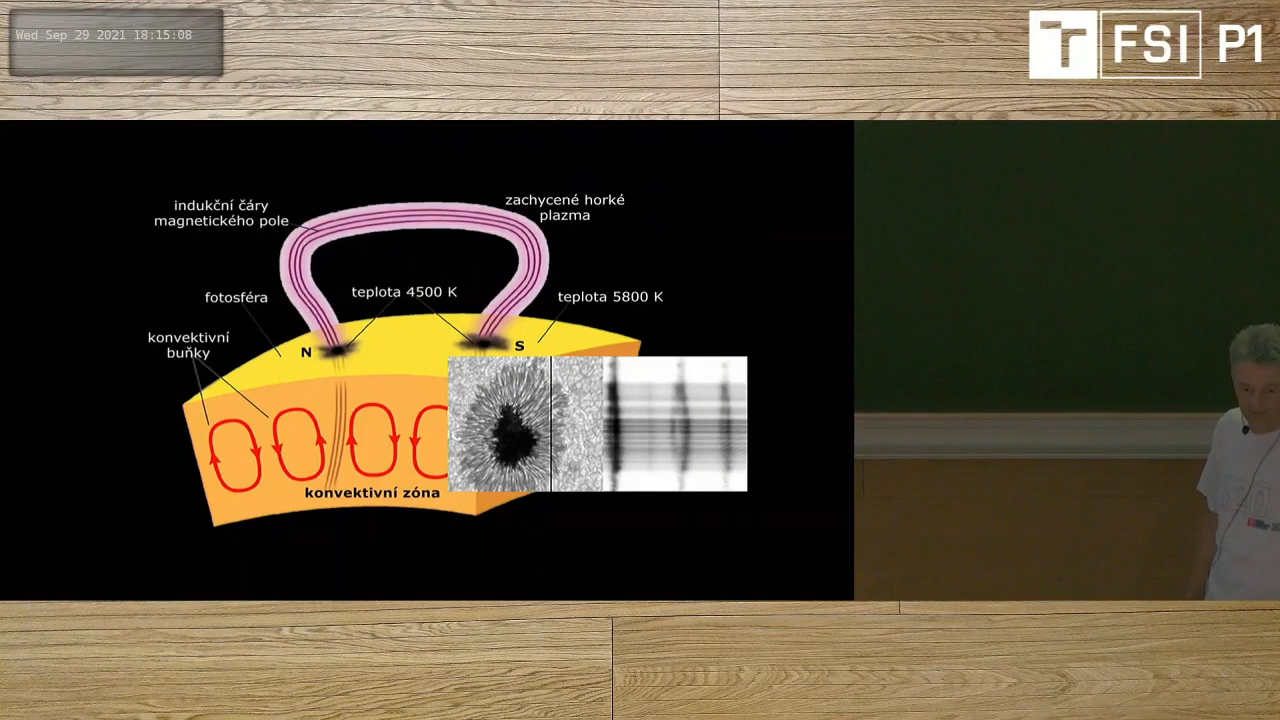 Wed Sep 29 2021 18:15:08
T FSI P1
indukční čáry
magnetického pole
zachycené horké
plazma
fotosféra
teplota 4500 K
teplota 5800 K
konvektivní
buňky
N
S
konvektivní zóna